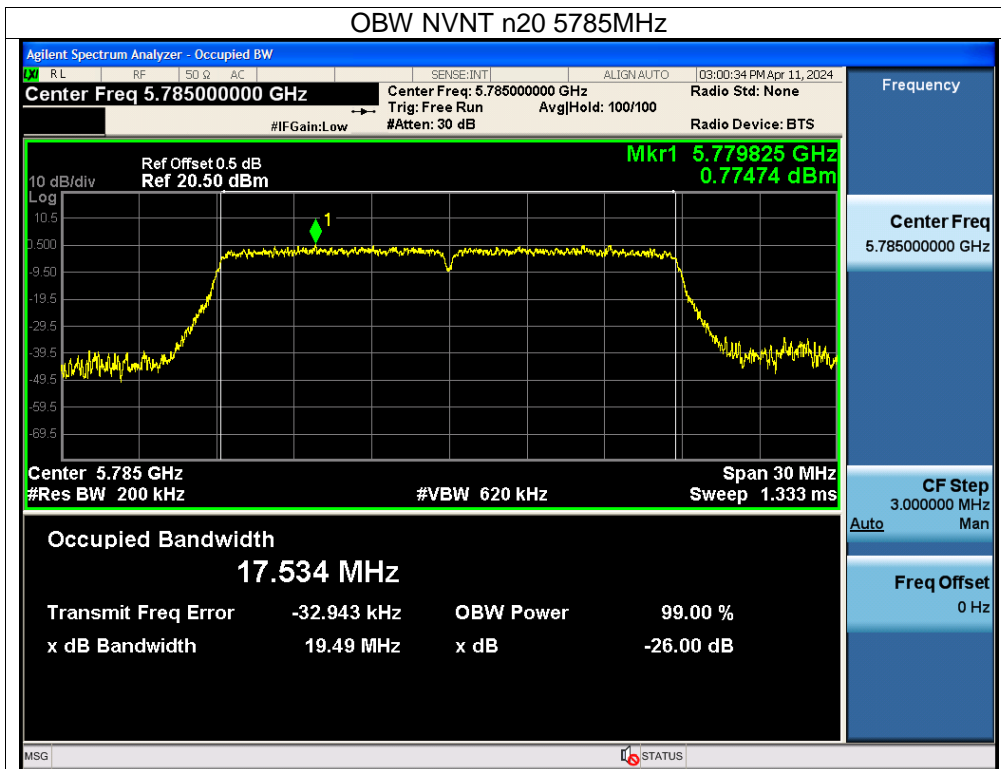 OBW NVNT n20 5785MHz
Agilent Spectrum Analyzer - Occupied BW
LXI RL RF 50 Ω AC SENSE:INT ALIGN AUTO 03:00:34 PM Apr 11, 2024
Center Freq 5.785000000 GHz
Center Freq: 5.785000000 GHz
Radio Std: None
Trig: Free Run Avg|Hold: 100/100
#IFGain:Low #Atten: 30 dB Radio Device: BTS
Ref Offset 0.5 dB
10 dB/div Ref 20.50 dBm
Mkr1 5.779825 GHz
0.77474 dBm
Log
10.5
0.500
-9.50
-19.5
-29.5
-39.5
-49.5
-59.5
-69.5
1
Center 5.785 GHz Span 30 MHz
#Res BW 200 kHz #VBW 620 kHz Sweep 1.333 ms
Occupied Bandwidth
17.534 MHz
Transmit Freq Error -32.943 kHz OBW Power 99.00 %
x dB Bandwidth 19.49 MHz x dB -26.00 dB
MSG STATUS
Frequency
Center Freq
5.785000000 GHz
CF Step
3.000000 MHz
Auto Man
Freq Offset
0 Hz